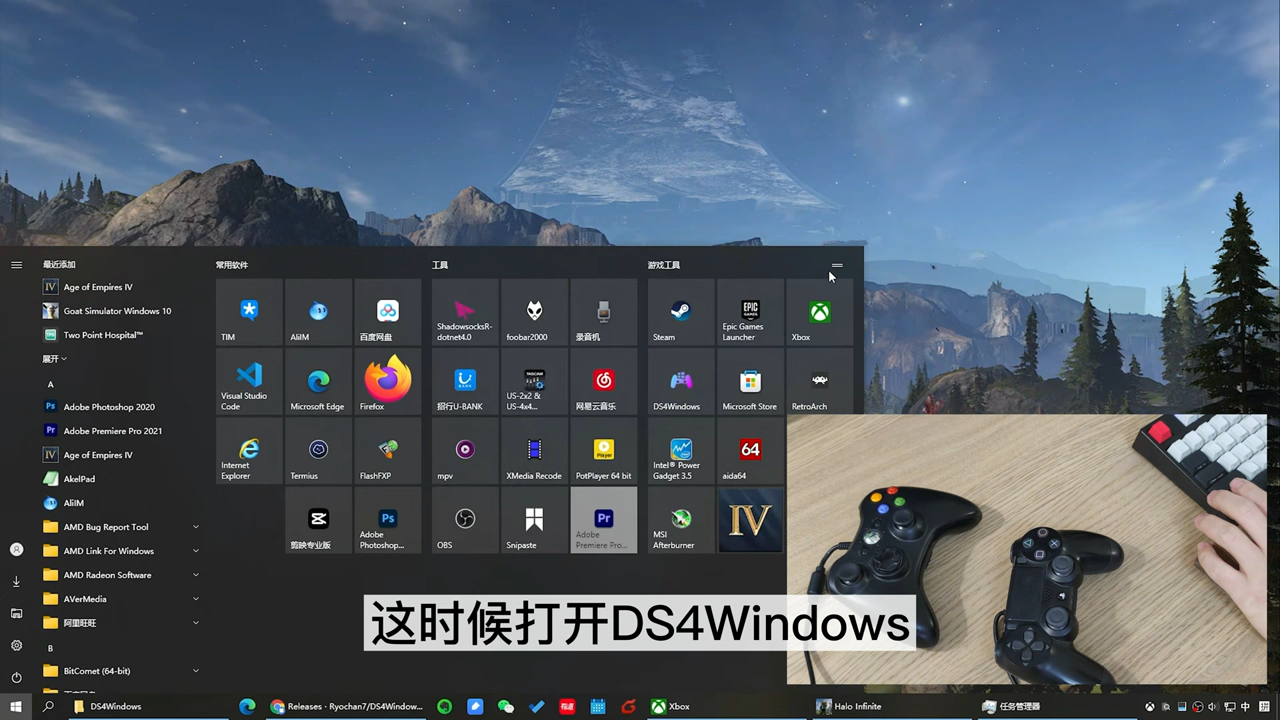 最近添加
Age of Empires IV
Goat Simulator Windows 10
Two Point Hospital™
展开
A
Adobe Photoshop 2020
Adobe Premiere Pro 2021
Age of Empires IV
AkelPad
AliIM
AMD Bug Report Tool
AMD Link For Windows
AMD Radeon Software
AVerMedia
阿里旺旺
B
BitComet (64-bit)
常用软件
TIM
AliIM
百度网盘
Visual Studio
Code
Microsoft Edge
Firefox
Internet
Explorer
Termius
FlashFXP
剪映专业版
Adobe
Photoshop...
工具
ShadowsocksR-
dotnet4.0
foobar2000
录音机
招行U-BANK
TASCAM
US-2x2 &
US-4x4...
网易云音乐
mpv
XMedia Recode
PotPlayer 64 bit
OBS
Snipaste
Adobe
Premiere Pro...
游戏工具
Steam
Epic Games
Launcher
Xbox
DS4Windows
Microsoft Store
RetroArch
Intel® Power
Gadget 3.5
64
aida64
MSI
Afterburner
IV
这时候打开DS4Windows
DS4Windows
Releases · Ryochan7/DS4Window...
Xbox
Halo Infinite
任务管理器
中